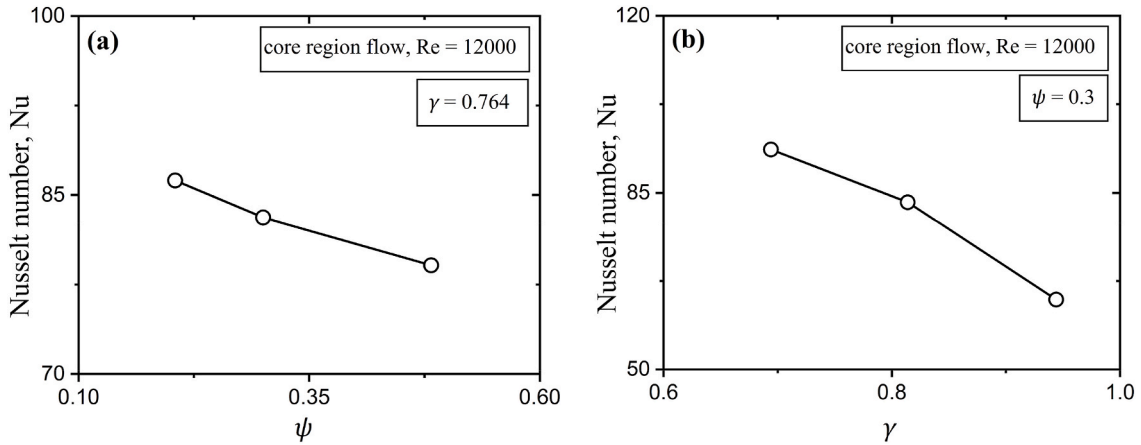 (a)
core region flow, Re = 12000
γ = 0.764
100
85
70
Nusselt number, Nu
0.10
0.35
0.60
ψ
(b)
core region flow, Re = 12000
ψ = 0.3
120
85
50
Nusselt number, Nu
0.6
0.8
1.0
γ